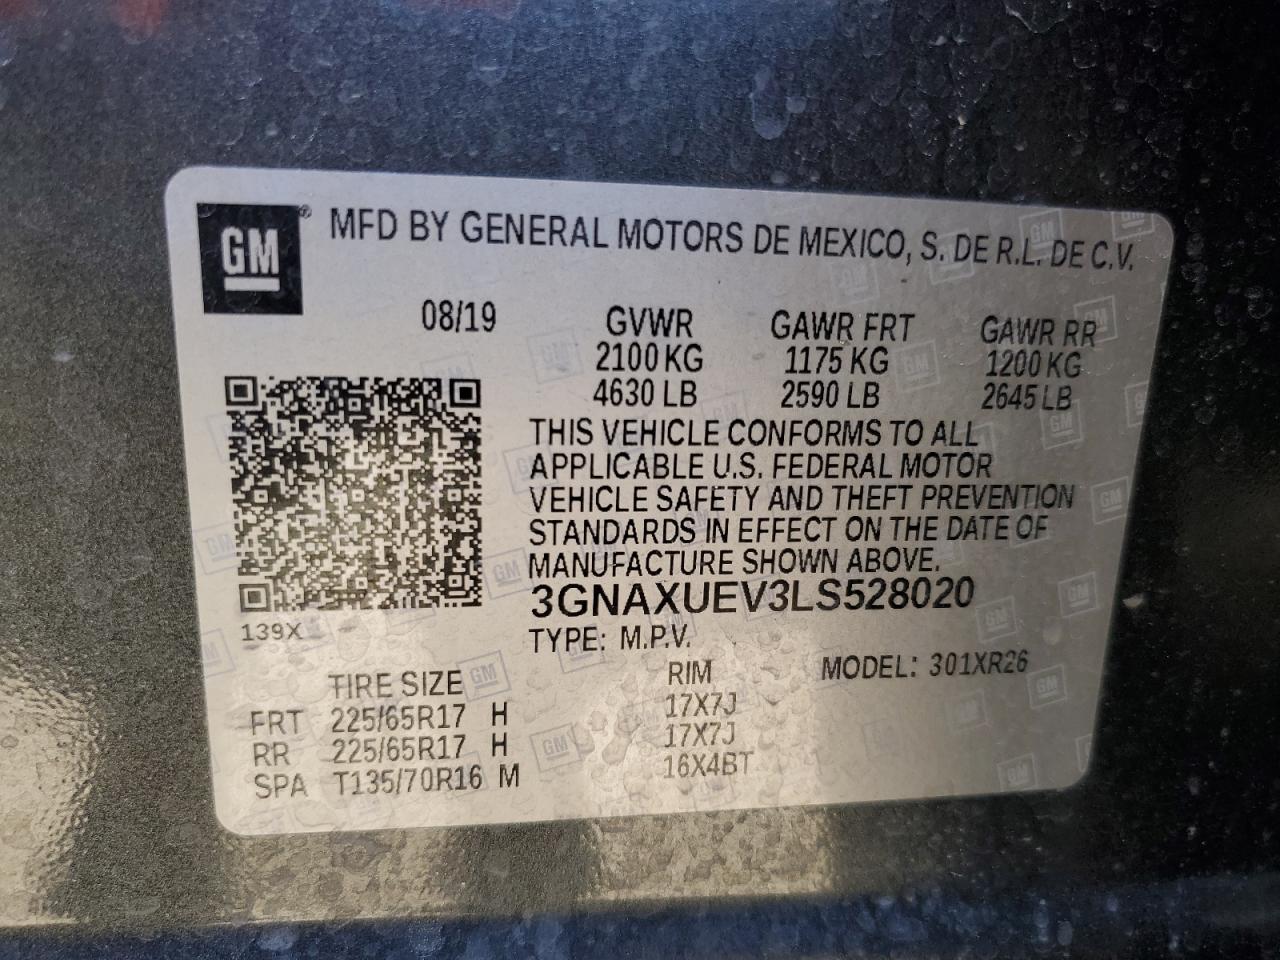 GM® MFD BY GENERAL MOTORS DE MEXICO, S. DE R.L. DE C.V.
08/19 GVWR GAWR FRT GAWR RR
2100 KG 1175 KG 1200 KG
4630 LB 2590 LB 2645 LB
THIS VEHICLE CONFORMS TO ALL
APPLICABLE U.S. FEDERAL MOTOR
VEHICLE SAFETY AND THEFT PREVENTION
STANDARDS IN EFFECT ON THE DATE OF
MANUFACTURE SHOWN ABOVE.
3GNAXUEV3LS528020
139X
TYPE: M.P.V.
MODEL: 301XR26
TIRE SIZE RIM
FRT 225/65R17 H 17X7J
RR 225/65R17 H 17X7J
SPA T135/70R16 M 16X4BT